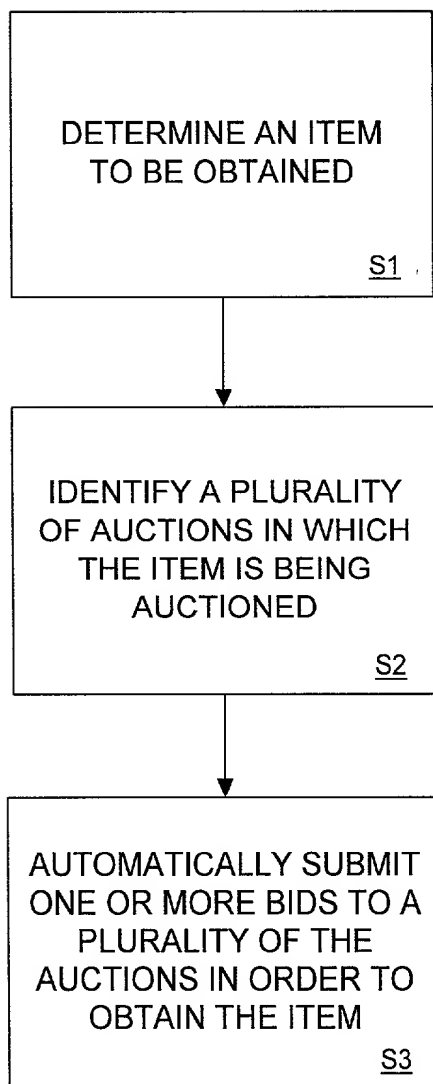 DETERMINE AN ITEM
TO BE OBTAINED
S1
IDENTIFY A PLURALITY
OF AUCTIONS IN WHICH
THE ITEM IS BEING
AUCTIONED
S2
AUTOMATICALLY SUBMIT
ONE OR MORE BIDS TO A
PLURALITY OF THE
AUCTIONS IN ORDER TO
OBTAIN THE ITEM
S3